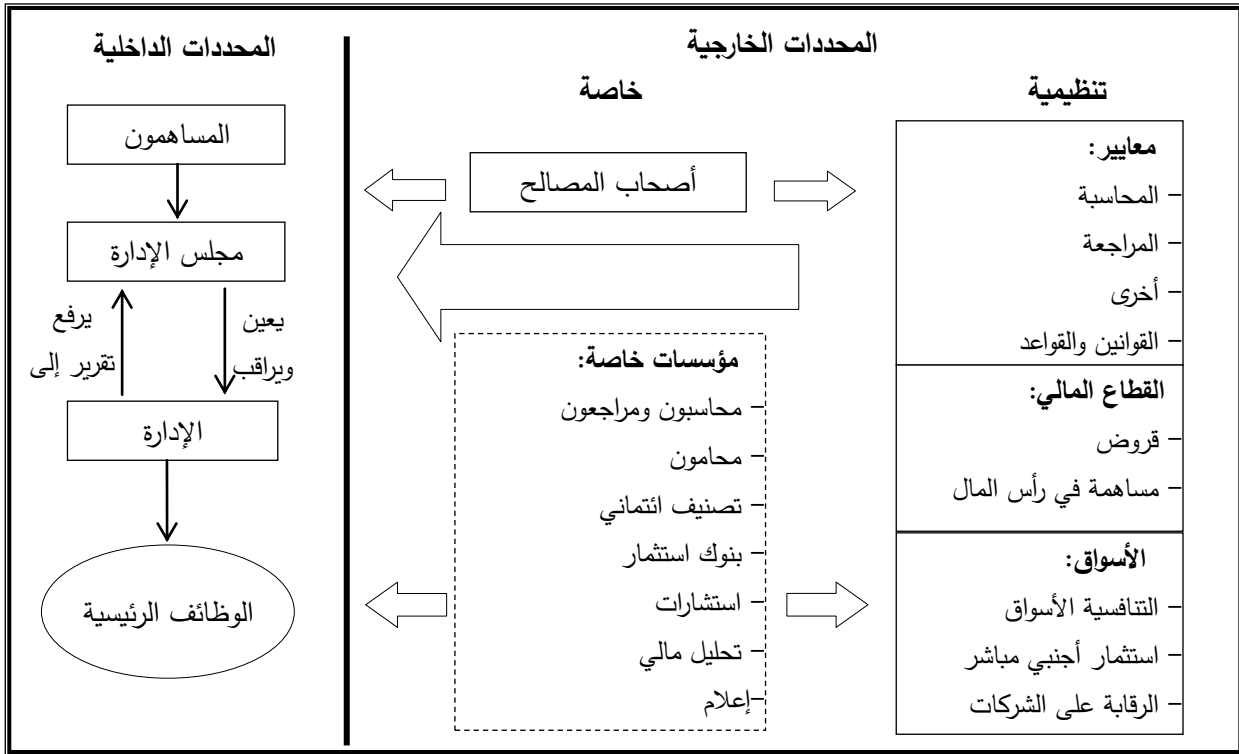 المحددات الخارجية
المحددات الداخلية
تنظيمية
خاصة
معايير:
– المحاسبة
– المراجعة
– أخرى
– القوانين والقواعد
القطاع المالي:
– قروض
– مساهمة في رأس المال
الأسواق:
– التنافسية الأسواق
– استثمار أجنبي مباشر
– الرقابة على الشركات
أصحاب المصالح
مؤسسات خاصة:
– محاسبون ومراجعون
– محامون
– تصنيف ائتماني
– بنوك استثمار
– استشارات
– تحليل مالي
–إعلام
المساهمون
مجلس الإدارة
يعين
ويراقب
يرفع
تقرير إلى
الإدارة
الوظائف الرئيسية